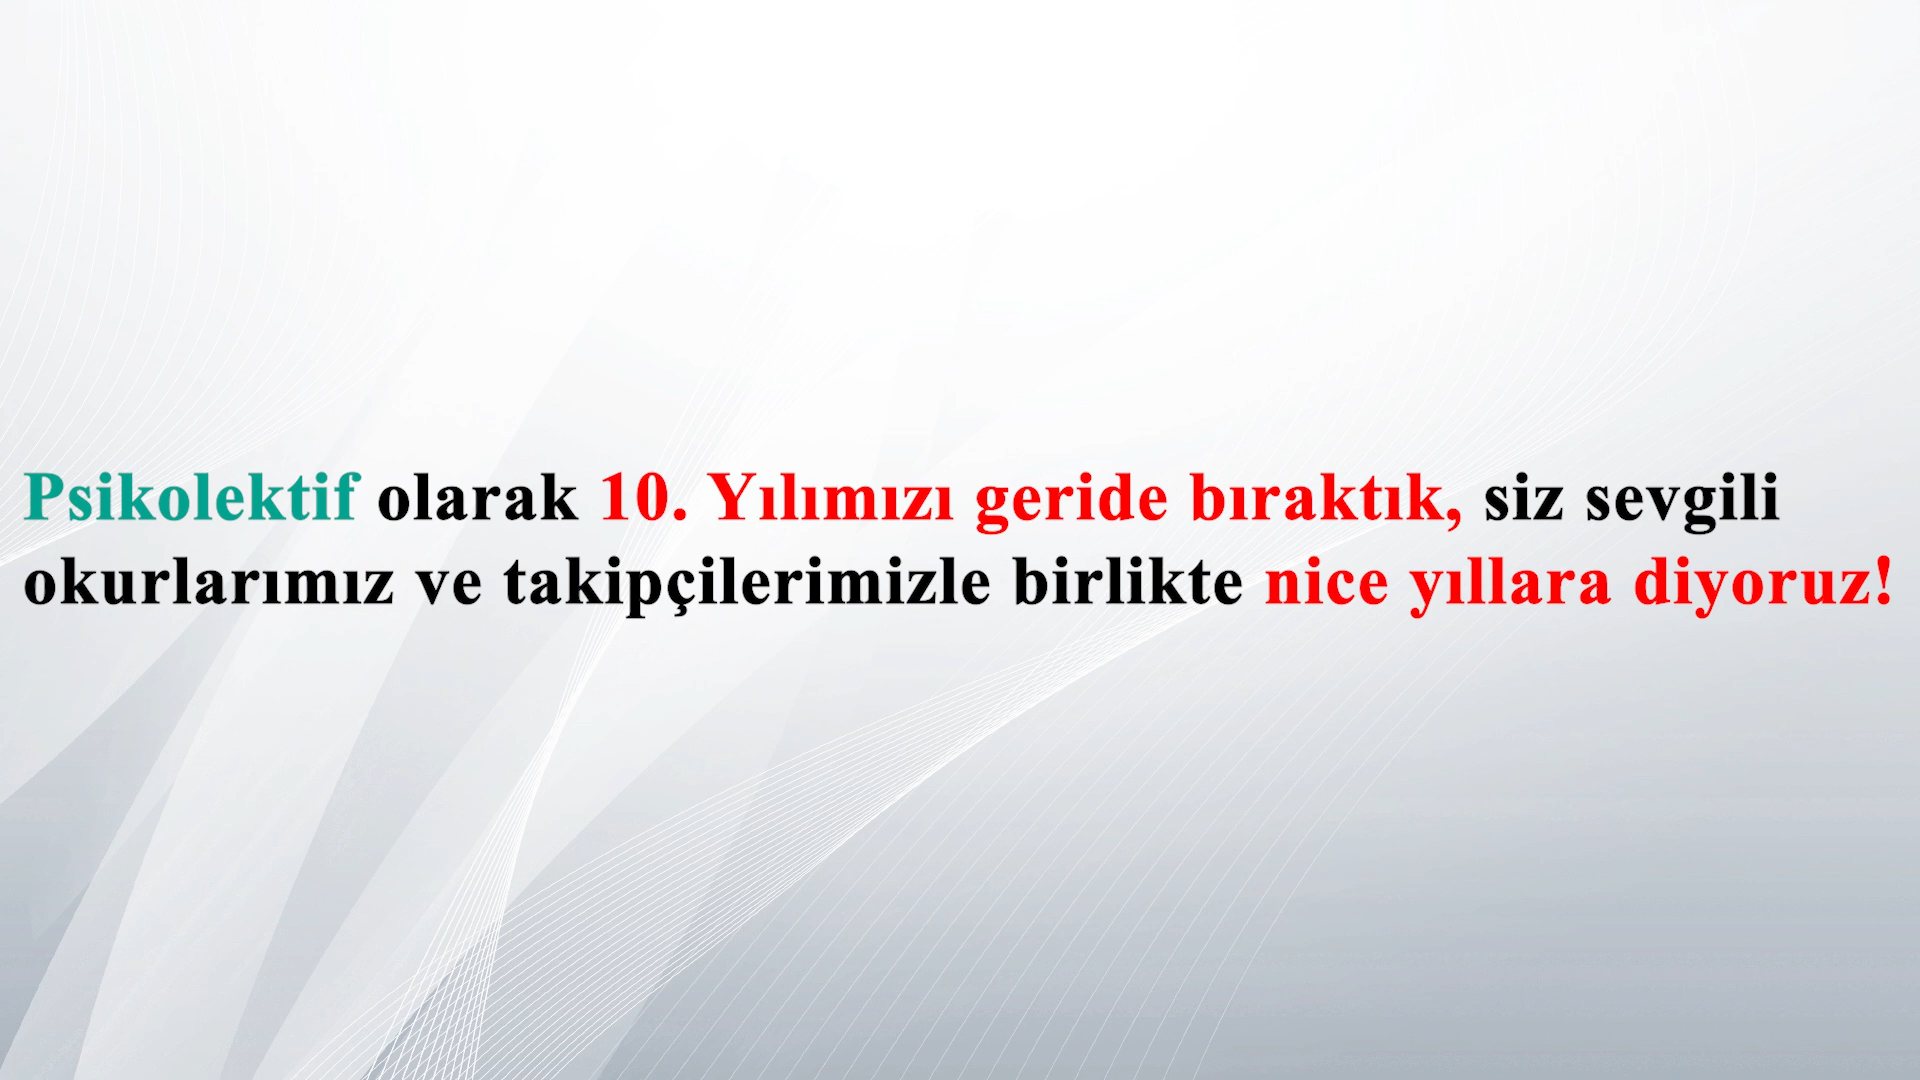 Psikolektif olarak 10. Yılımızı geride bıraktık, siz sevgili
okurlarımız ve takipçilerimizle birlikte nice yıllara diyoruz!